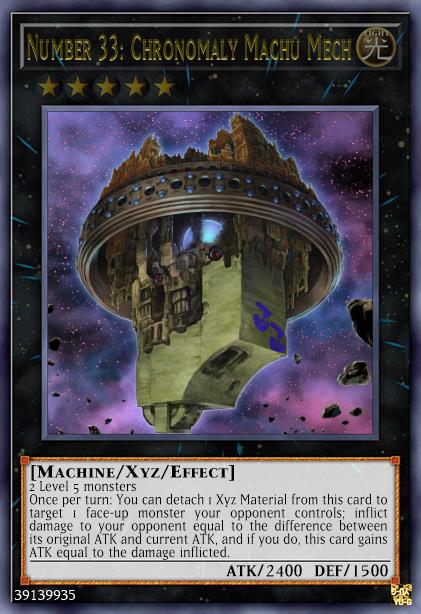 Number 33: Chronomaly Machu Mech
LIGHT
光
33
[Machine/Xyz/Effect]
2 Level 5 monsters
Once per turn: You can detach 1 Xyz Material from this card to
target 1 face-up monster your opponent controls; inflict
damage to your opponent equal to the difference between
its original ATK and current ATK, and if you do, this card gains
ATK equal to the damage inflicted.
ATK/2400 DEF/1500
39139935